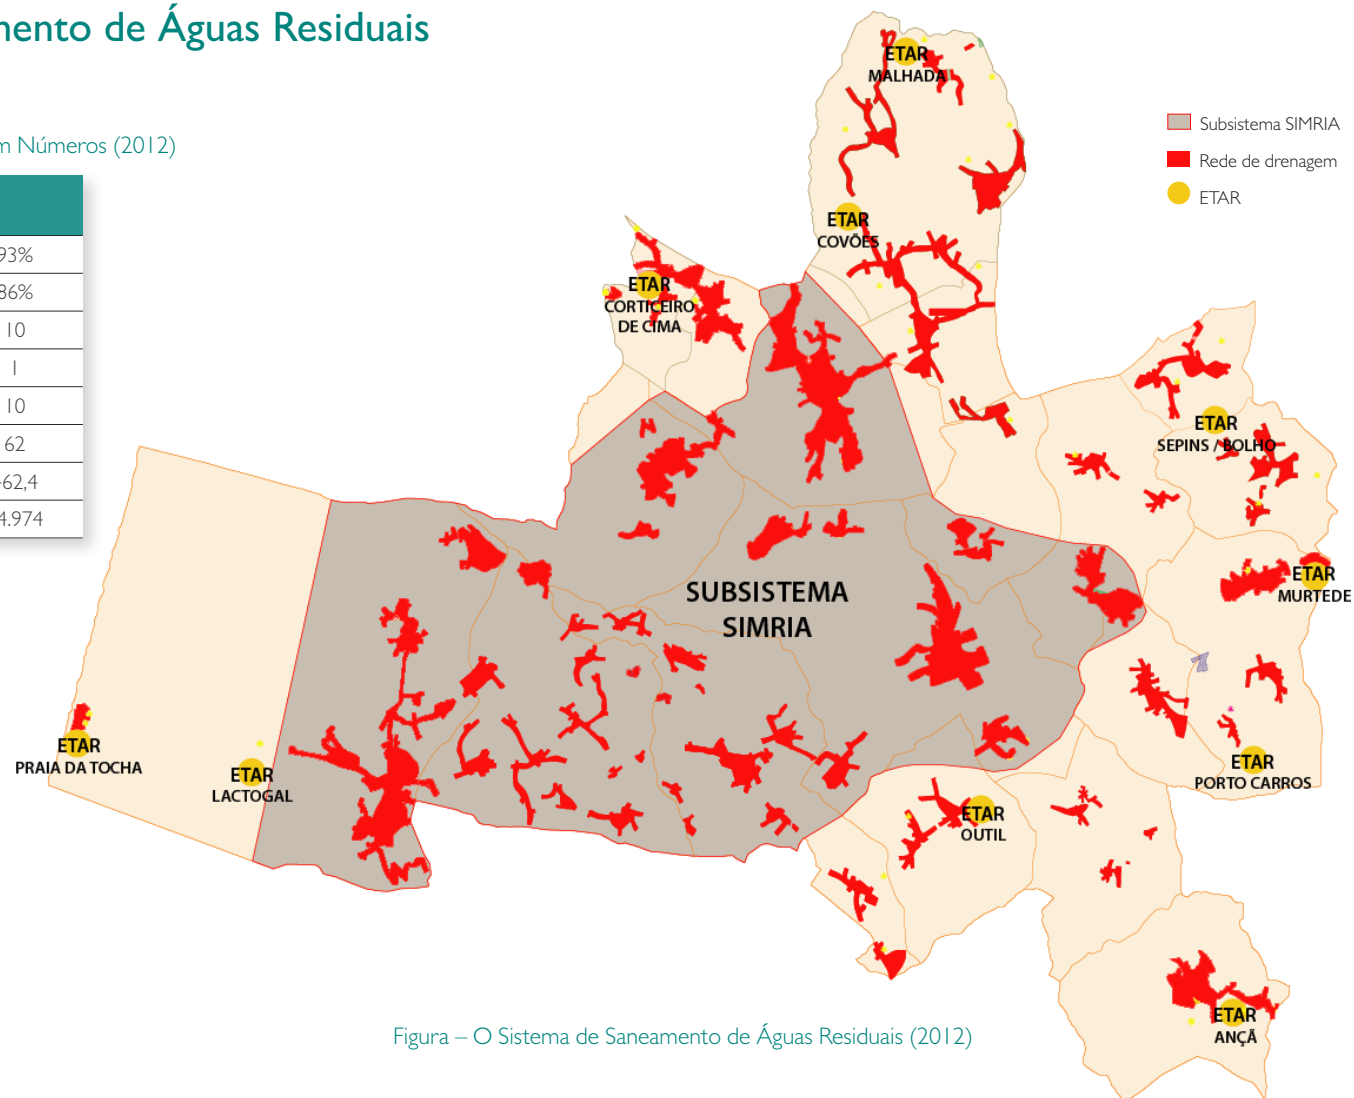 mento de Águas Residuais
m Números (2012)
93%
86%
10
1
10
62
62,4
4.974
Subsistema SIMRIA
Rede de drenagem
ETAR
ETAR
MALHADA
ETAR
COVÕES
ETAR
CORTICEIRO
DE CIMA
ETAR
SEPINS / BOLHO
ETAR
MURTEDE
SUBSISTEMA
SIMRIA
ETAR
PRAIA DA TOCHA
ETAR
LACTOGAL
ETAR
PORTO CARROS
ETAR
OUTIL
ETAR
ANÇÃ
Figura – O Sistema de Saneamento de Águas Residuais (2012)